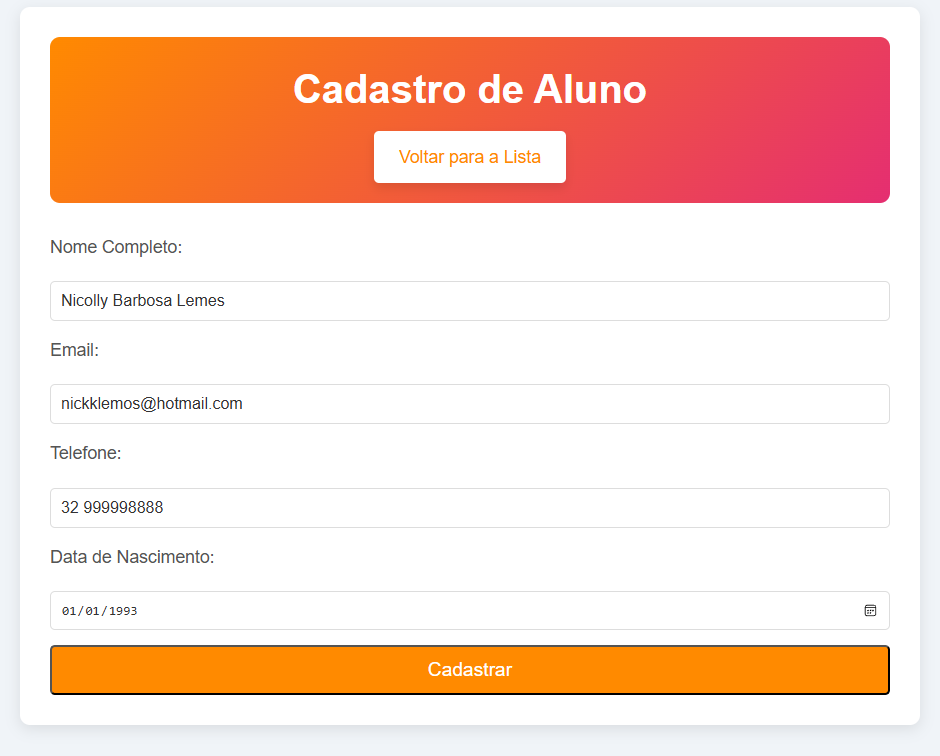 Cadastro de Aluno
Voltar para a Lista
Nome Completo:
Nicolly Barbosa Lemes
Email:
nickklemos@hotmail.com
Telefone:
32 999998888
Data de Nascimento:
01/01/1993
Cadastrar